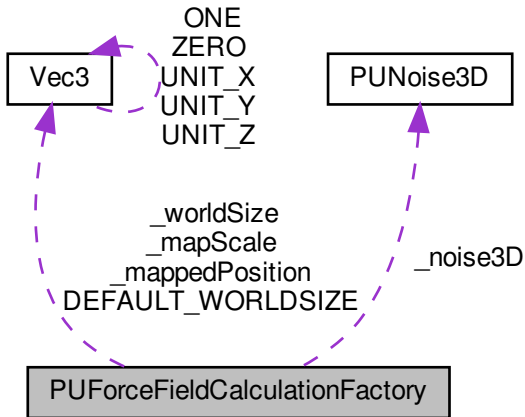 ONE
ZERO
UNIT_X
UNIT_Y
UNIT_Z
Vec3
PUNoise3D
_worldSize
_mapScale
_mappedPosition
DEFAULT_WORLDSIZE
_noise3D
PUForceFieldCalculationFactory